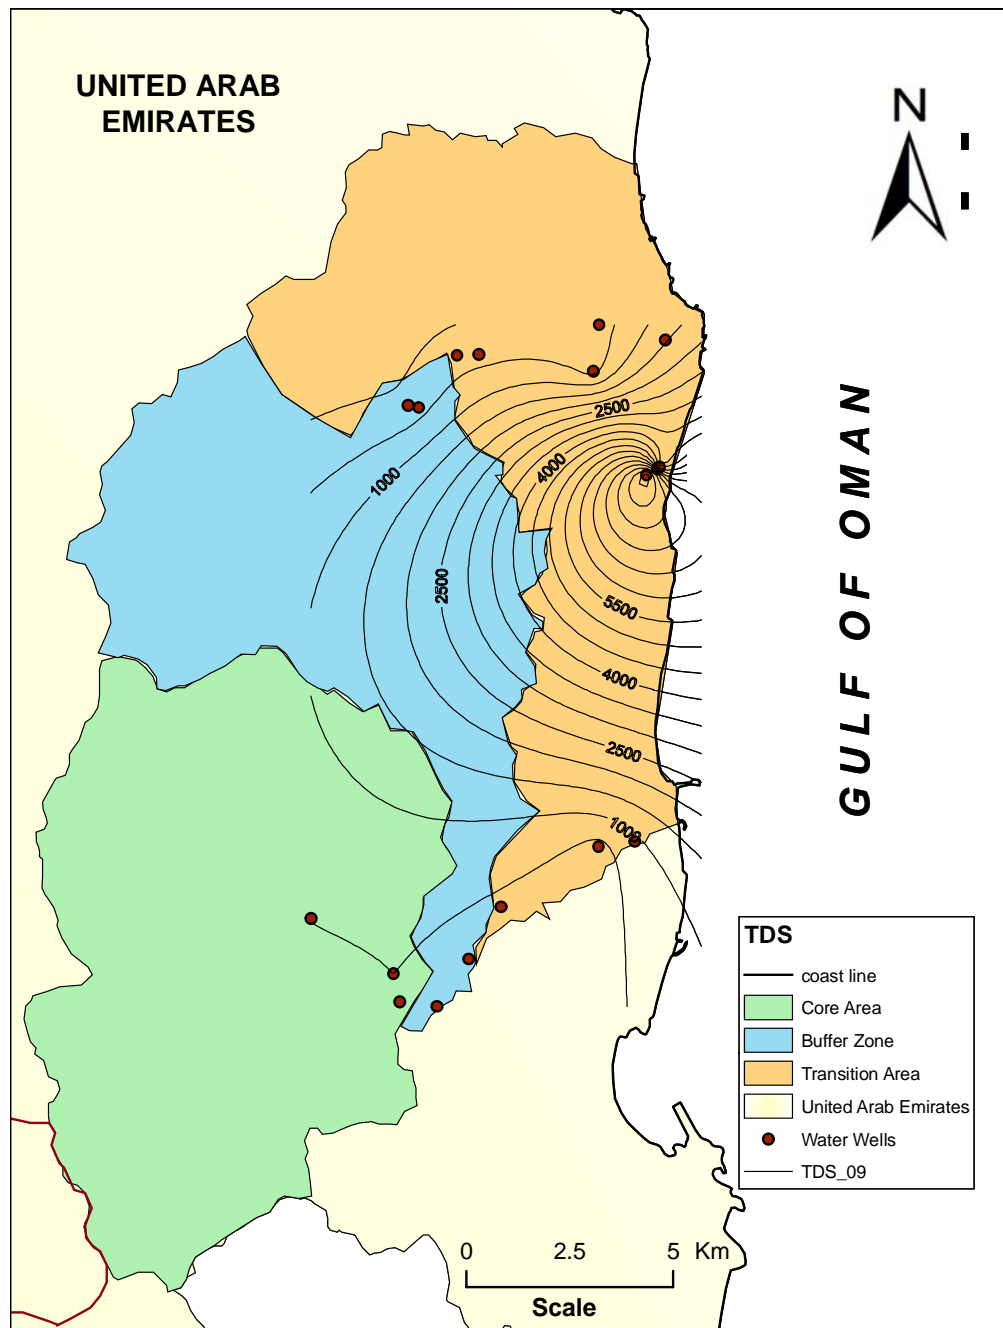 UNITED ARAB
EMIRATES
N
2500
4000
1000
2500
5500
4000
2500
1000
GULF OF OMAN
TDS
coast line
Core Area
Buffer Zone
Transition Area
United Arab Emirates
Water Wells
TDS_09
0 2.5 5 Km
Scale